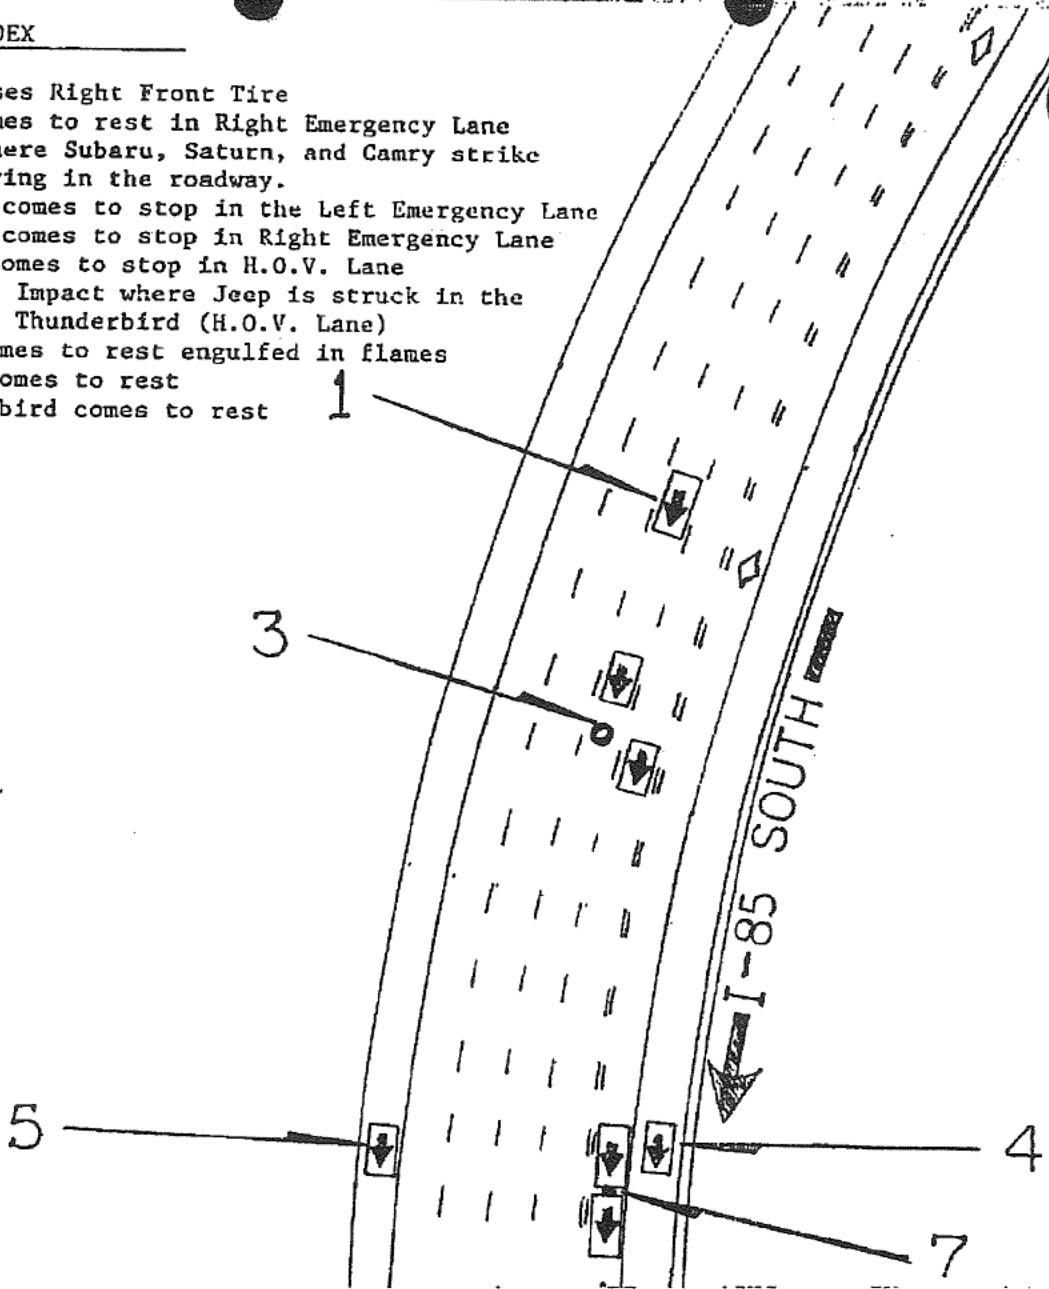 DEX
ses Right Front Tire
mes to rest in Right Emergency Lane
here Subaru, Saturn, and Camry strike
ying in the roadway.
comes to stop in the Left Emergency Lane
comes to stop in Right Emergency Lane
omes to stop in H.O.V. Lane
Impact where Jeep is struck in the
Thunderbird (H.O.V. Lane)
mes to rest engulfed in flames
omes to rest
bird comes to rest
1
3
I-85 SOUTH
5
4
7